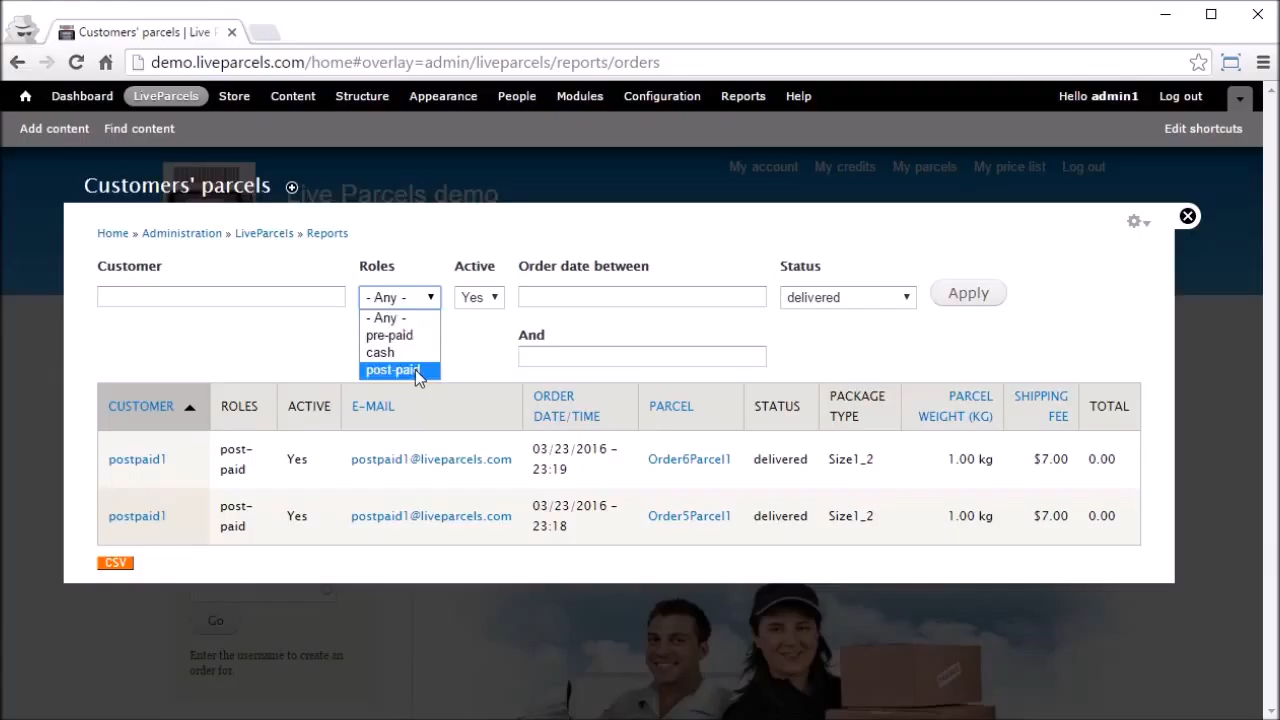 Customers' parcels | Live P
demo.liveparcels.com/home#overlay=admin/liveparcels/reports/orders
Dashboard LiveParcels Store Content Structure Appearance People Modules Configuration Reports Help Hello admin1 Log out
Add content Find content Edit shortcuts
My account My credits My parcels My price list Log out
Customers' parcels
Live Parcels demo
Home » Administration » LiveParcels » Reports
Customer Roles Active Order date between Status
- Any - Yes delivered Apply
- Any -
pre-paid
And
cash
post-paid
CUSTOMER ROLES ACTIVE E-MAIL ORDER DATE/TIME PARCEL STATUS PACKAGE TYPE PARCEL WEIGHT (KG) SHIPPING FEE TOTAL
postpaid1 post-paid Yes postpaid1@liveparcels.com 03/23/2016 - 23:19 Order6Parcel1 delivered Size1_2 1.00 kg $7.00 0.00
postpaid1 post-paid Yes postpaid1@liveparcels.com 03/23/2016 - 23:18 Order5Parcel1 delivered Size1_2 1.00 kg $7.00 0.00
CSV
Go
Enter the username to create an
order for.